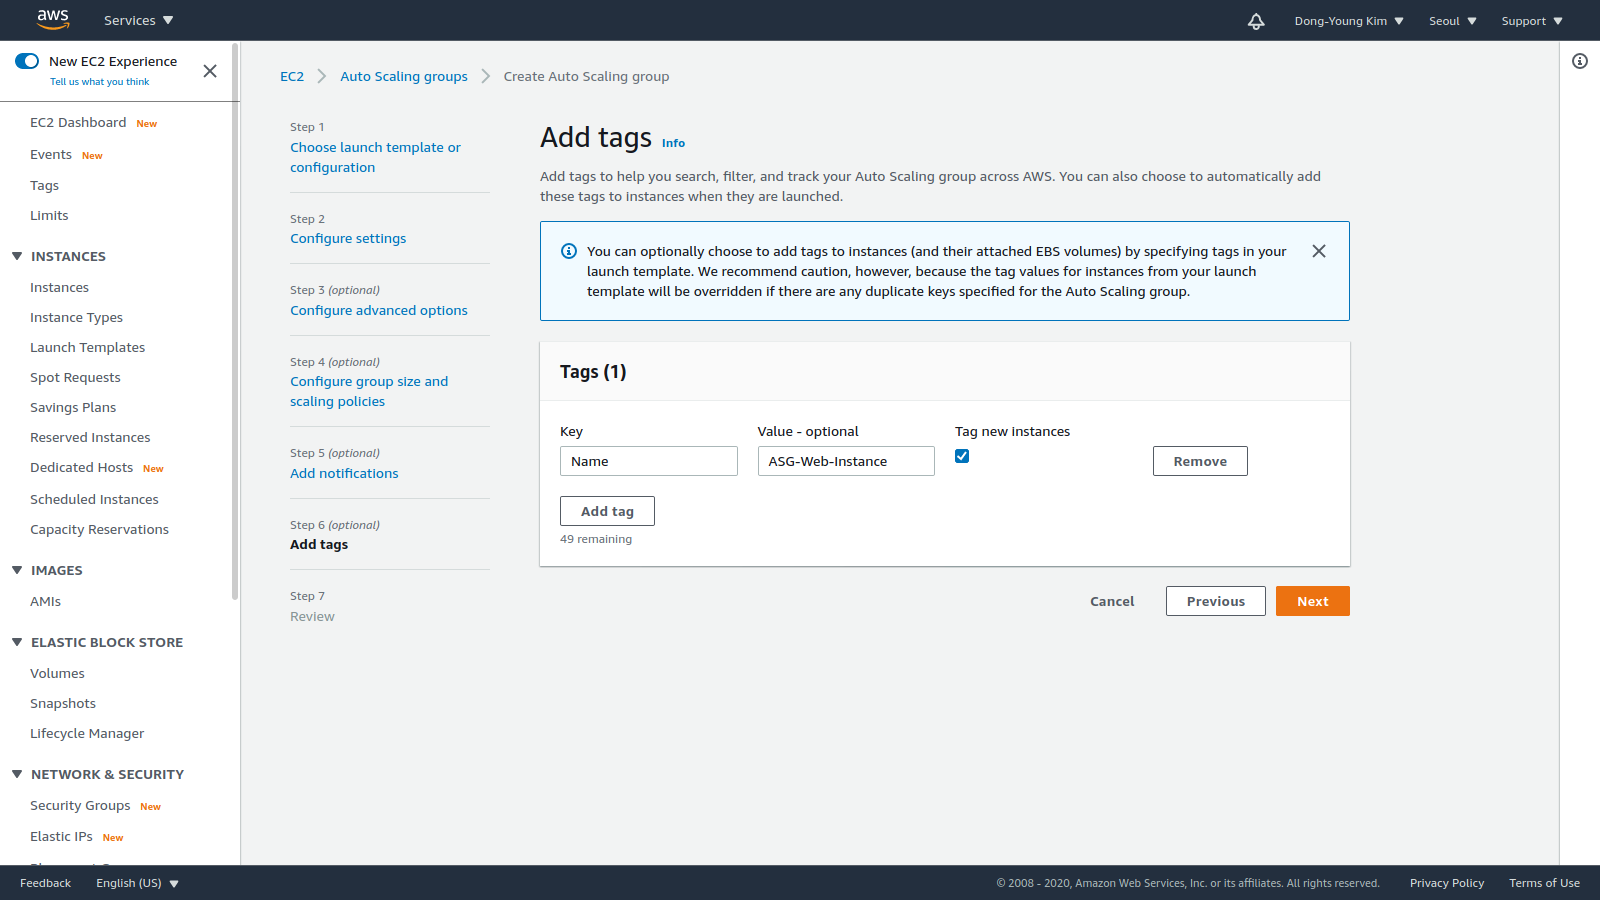 aws
Services
Dong-Young Kim
Seoul
Support
New EC2 Experience
Tell us what you think
EC2 Dashboard New
Events New
Tags
Limits
INSTANCES
Instances
Instance Types
Launch Templates
Spot Requests
Savings Plans
Reserved Instances
Dedicated Hosts New
Scheduled Instances
Capacity Reservations
IMAGES
AMIs
ELASTIC BLOCK STORE
Volumes
Snapshots
Lifecycle Manager
NETWORK & SECURITY
Security Groups New
Elastic IPs New
EC2
Auto Scaling groups
Create Auto Scaling group
Step 1
Choose launch template or
configuration
Step 2
Configure settings
Step 3 (optional)
Configure advanced options
Step 4 (optional)
Configure group size and
scaling policies
Step 5 (optional)
Add notifications
Step 6 (optional)
Add tags
Step 7
Review
Add tags Info
Add tags to help you search, filter, and track your Auto Scaling group across AWS. You can also choose to automatically add
these tags to instances when they are launched.
You can optionally choose to add tags to instances (and their attached EBS volumes) by specifying tags in your
launch template. We recommend caution, however, because the tag values for instances from your launch
template will be overridden if there are any duplicate keys specified for the Auto Scaling group.
Tags (1)
Key
Value - optional
Tag new instances
Name
ASG-Web-Instance
Remove
Add tag
49 remaining
Cancel
Previous
Next
Feedback
English (US)
© 2008 - 2020, Amazon Web Services, Inc. or its affiliates. All rights reserved.
Privacy Policy
Terms of Use